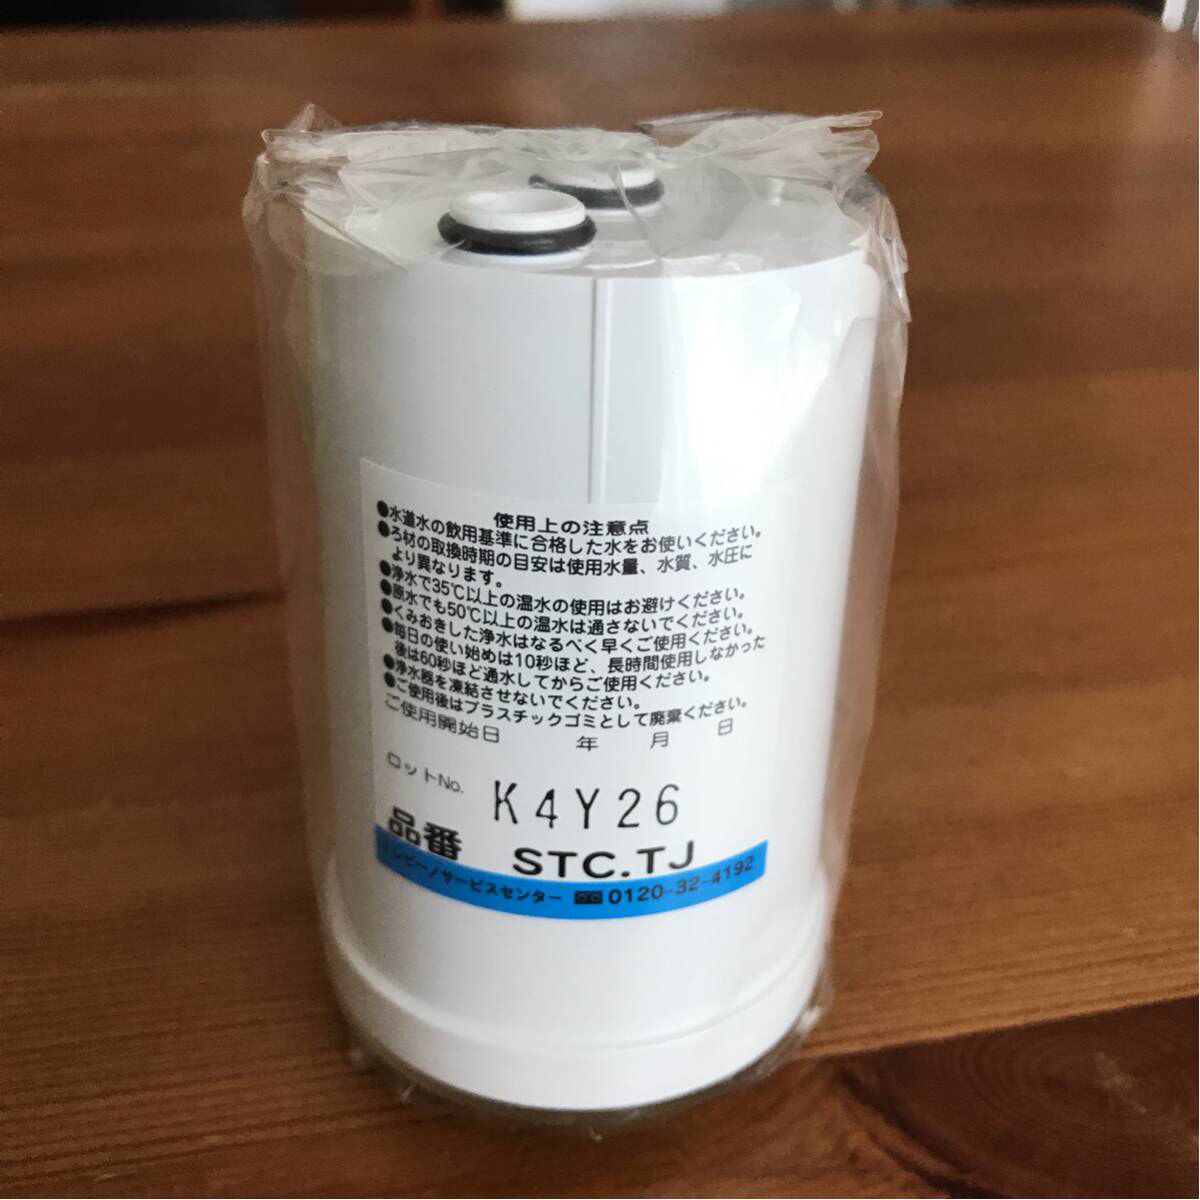 使用上の注意点
●水道水の飲用基準に合格した水をお使いください。
●ろ材の取換時期の目安は使用水量、水質、水圧に
より異なります。
●浄水で35℃以上の温水の使用はお避けください。
●原水でも50℃以上の温水は通さないでください。
●くみおきした浄水はなるべく早くご使用ください。
●毎日の使い始めは10秒ほど、長時間使用しなかった
後は60秒ほど通水してからご使用ください。
●浄水器を凍結させないでください。
●ご使用後はプラスチックゴミとして廃棄ください。
ご使用開始日 年 月 日
ロットNo. K4Y26
品番 STC.TJ
トレビーノサービスセンター 0120-32-4192